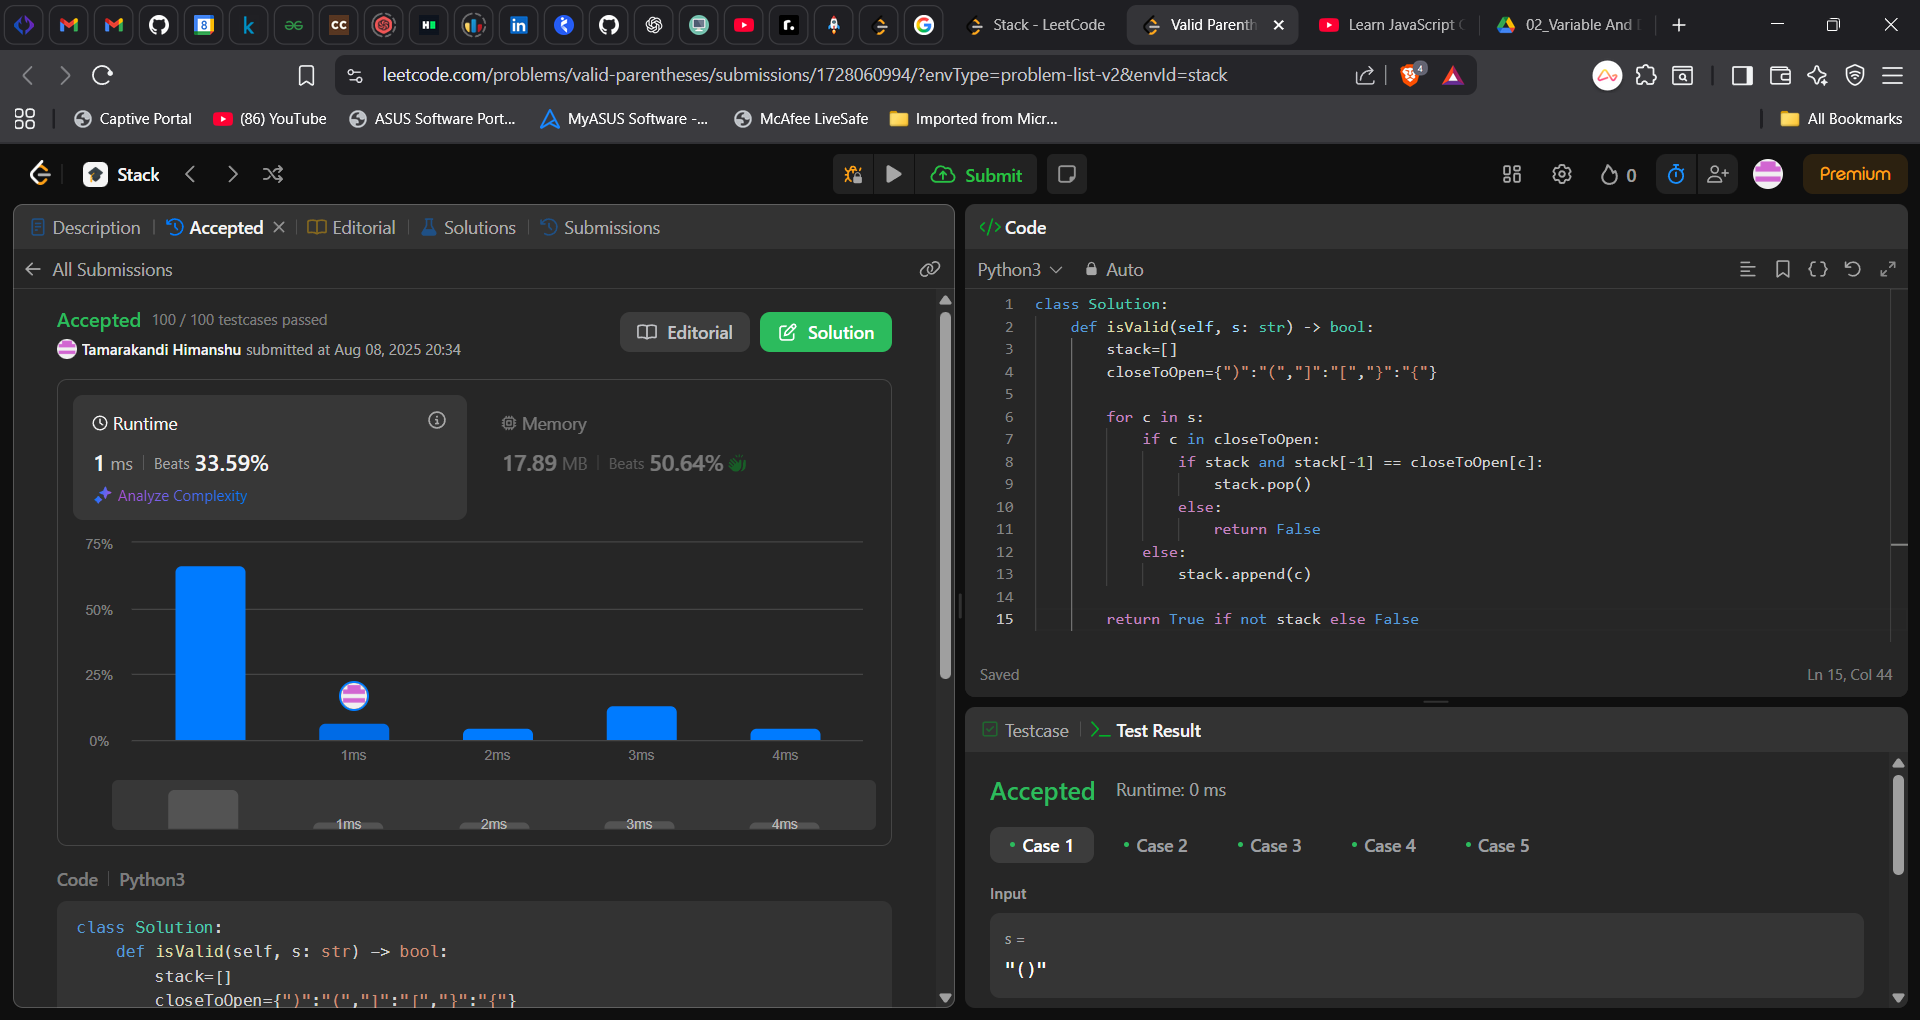 Stack - LeetCode
Valid Parenth
Learn JavaScript
02_Variable And
leetcode.com/problems/valid-parentheses/submissions/1728060994/?envType=problem-list-v2&envId=stack
4
Captive Portal
(86) YouTube
ASUS Software Port...
MyASUS Software -...
McAfee LiveSafe
Imported from Micr...
All Bookmarks
Stack
Submit
0
Premium
Description
Accepted
Editorial
Solutions
Submissions
All Submissions
Accepted 100 / 100 testcases passed
Tamarakandi Himanshu submitted at Aug 08, 2025 20:34
Editorial
Solution
Runtime
1 ms Beats 33.59%
Analyze Complexity
Memory
17.89 MB Beats 50.64%
75%
50%
25%
0%
1ms 2ms 3ms 4ms
1ms 2ms 3ms 4ms
Code Python3
class Solution:
def isValid(self, s: str) -> bool:
stack=[]
closeToOpen={")":"(","]":"[","}":"{"}
</> Code
Python3 Auto
1 class Solution:
2 def isValid(self, s: str) -> bool:
3 stack=[]
4 closeToOpen={")":"(","]":"[","}":"{"}
5
6 for c in s:
7 if c in closeToOpen:
8 if stack and stack[-1] == closeToOpen[c]:
9 stack.pop()
10 else:
11 return False
12 else:
13 stack.append(c)
14
15 return True if not stack else False
Saved
Ln 15, Col 44
Testcase
Test Result
Accepted Runtime: 0 ms
Case 1 Case 2 Case 3 Case 4 Case 5
Input
s =
"()"